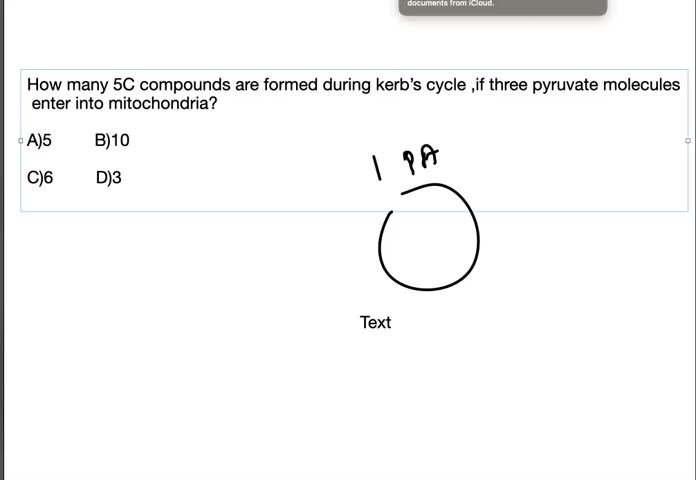 documents from iCloud.
How many 5C compounds are formed during kerb's cycle ,if three pyruvate molecules
enter into mitochondria?
A)5 B)10
C)6 D)3
1 PA
Text